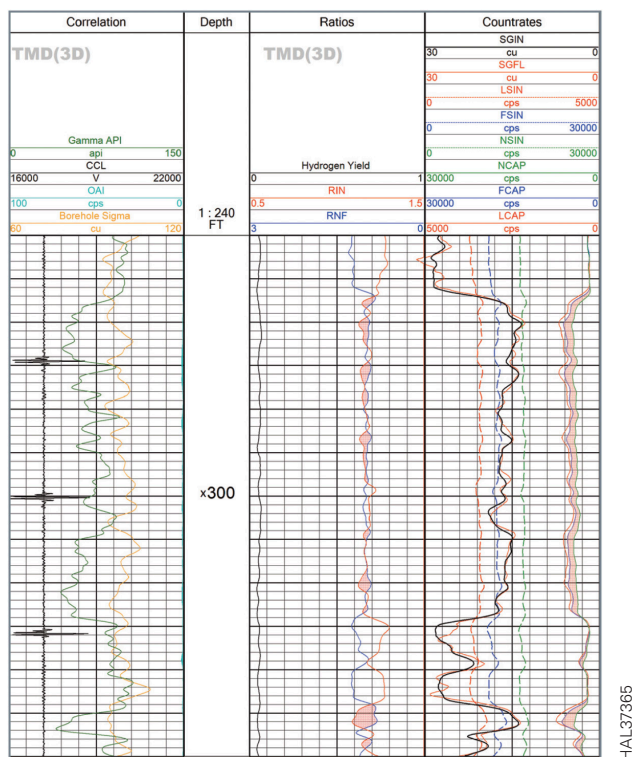 Correlation Depth Ratios Countrates
TMD(3D) TMD(3D)
SGIN
30 cu 0
SGFL
30 cu 0
LSIN
0 cps 5000
FSIN
0 cps 30000
NSIN
0 cps 30000
NCAP
30000 cps 0
FCAP
30000 cps 0
LCAP
5000 cps 0
Gamma API
0 api 150
CCL
16000 V 22000
OAI
100 cps 0
Borehole Sigma
60 cu 120
1 : 240
FT
Hydrogen Yield
0 1
RIN
0.5 1.5
RNF
3 0
x300
HAL37365